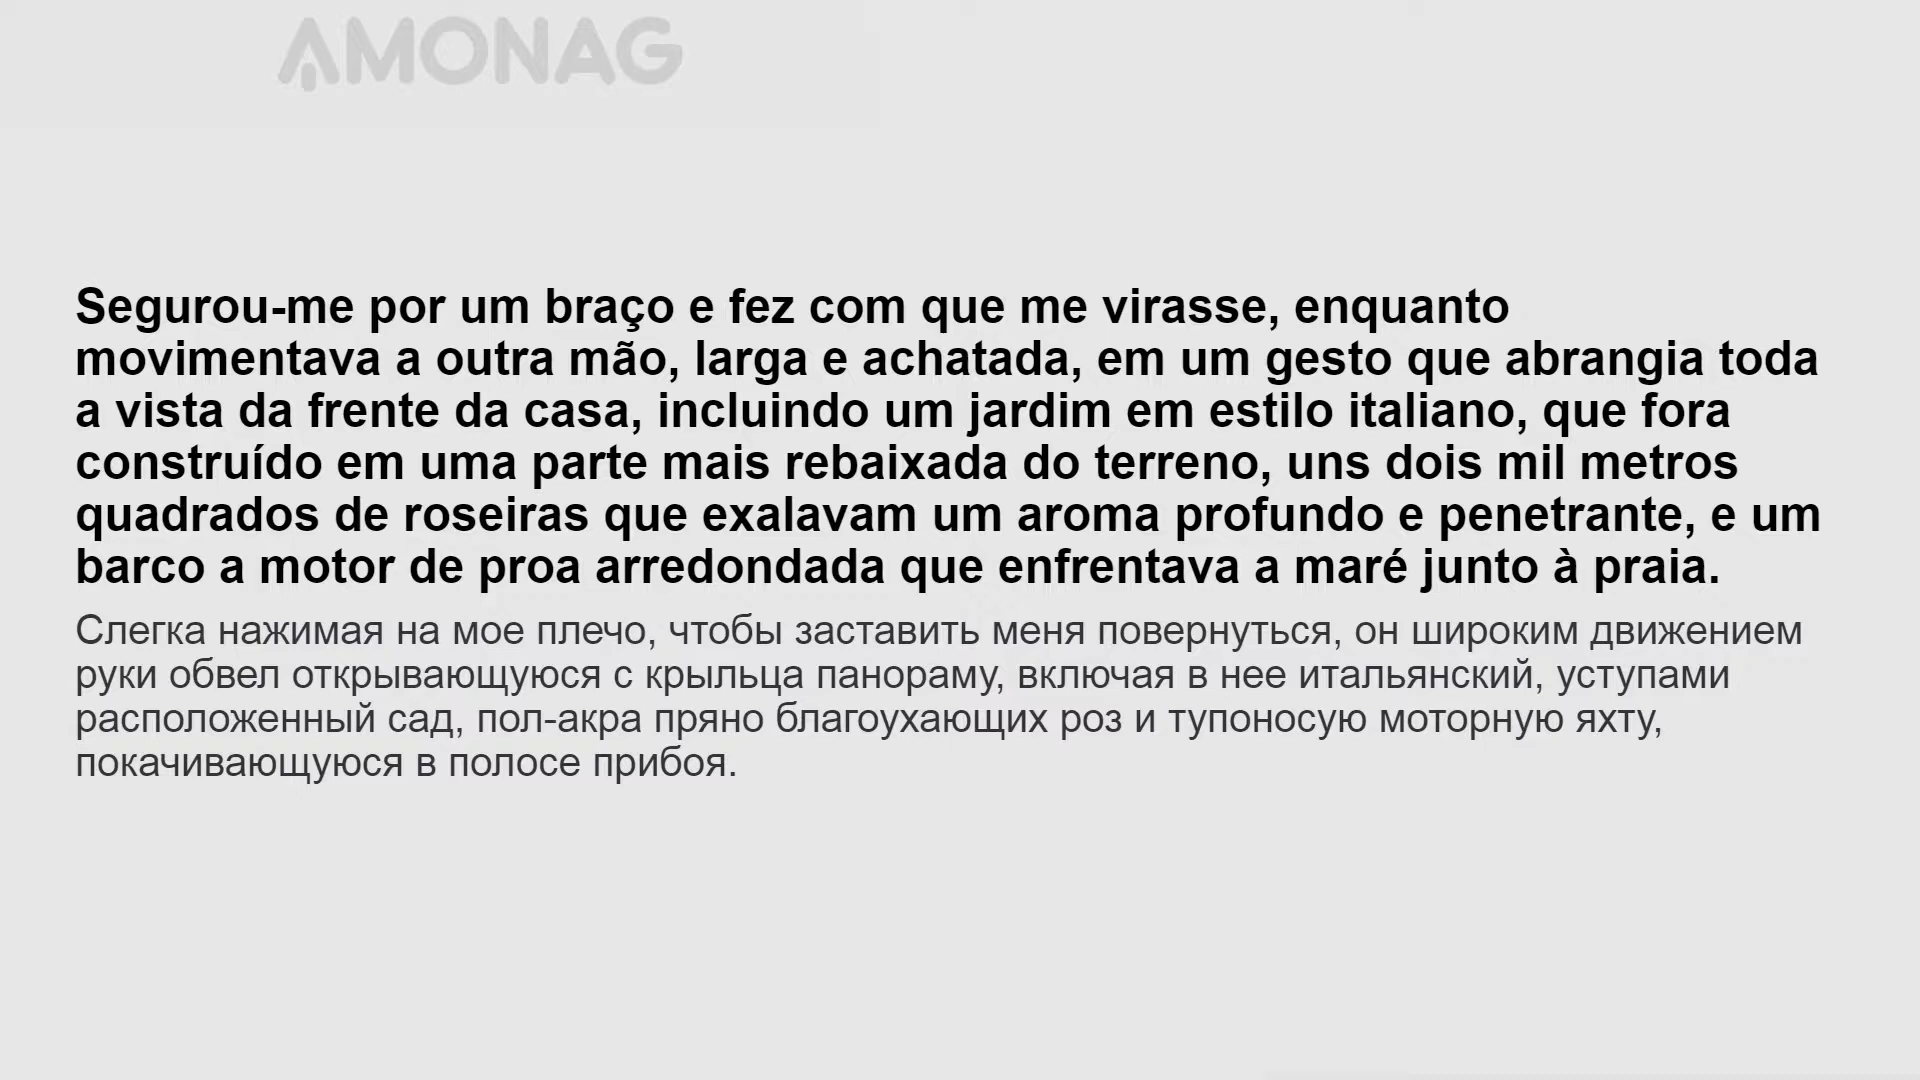 AMONAG
Segurou-me por um braço e fez com que me virasse, enquanto
movimentava a outra mão, larga e achatada, em um gesto que abrangia toda
a vista da frente da casa, incluindo um jardim em estilo italiano, que fora
construído em uma parte mais rebaixada do terreno, uns dois mil metros
quadrados de roseiras que exalavam um aroma profundo e penetrante, e um
barco a motor de proa arredondada que enfrentava a maré junto à praia.
Слегка нажимая на мое плечо, чтобы заставить меня повернуться, он широким движением
руки обвел открывающуюся с крыльца панораму, включая в нее итальянский, уступами
расположенный сад, пол-акра пряно благоухающих роз и тупоносую моторную яхту,
покачивающуюся в полосе прибоя.